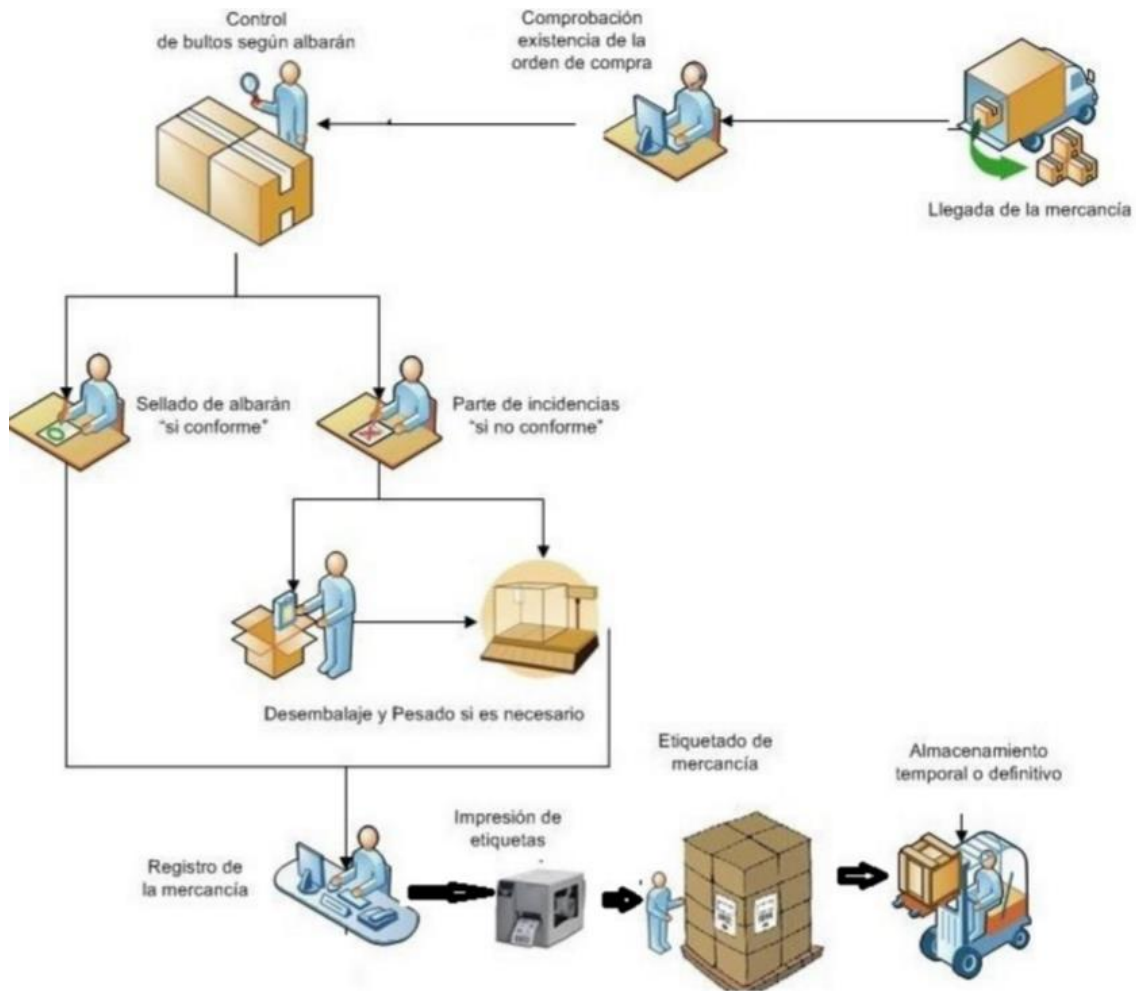 Control
de bultos según albarán
Comprobación
existencia de la
orden de compra
Llegada de la mercancía
Sellado de albarán
"si conforme"
Parte de incidencias
"si no conforme"
Desembalaje y Pesado si es necesario
Etiquetado de
mercancía
Almacenamiento
temporal o definitivo
Impresión de
etiquetas
Registro de
la mercancía